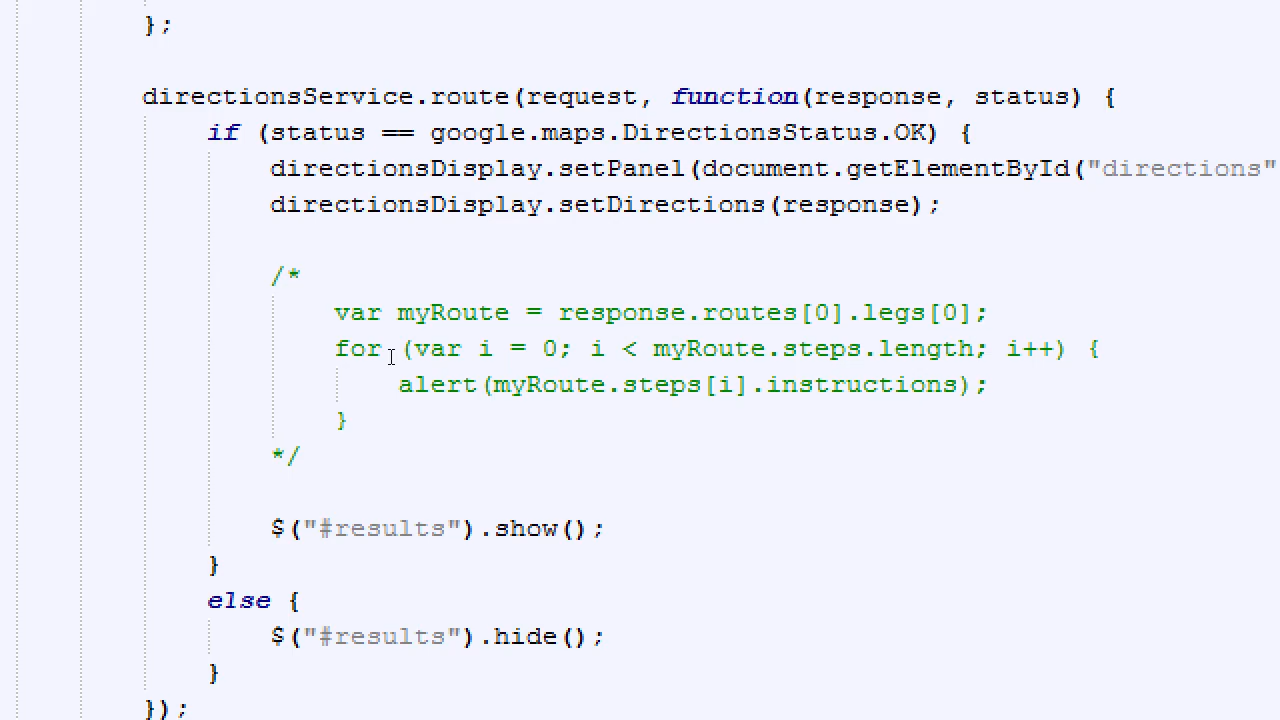 };
directionsService.route(request, function(response, status) {
if (status == google.maps.DirectionsStatus.OK) {
directionsDisplay.setPanel(document.getElementById("directions"
directionsDisplay.setDirections(response);
/*
var myRoute = response.routes[0].legs[0];
for (var i = 0; i < myRoute.steps.length; i++) {
alert(myRoute.steps[i].instructions);
}
*/
$("#results").show();
}
else {
$("#results").hide();
}
});